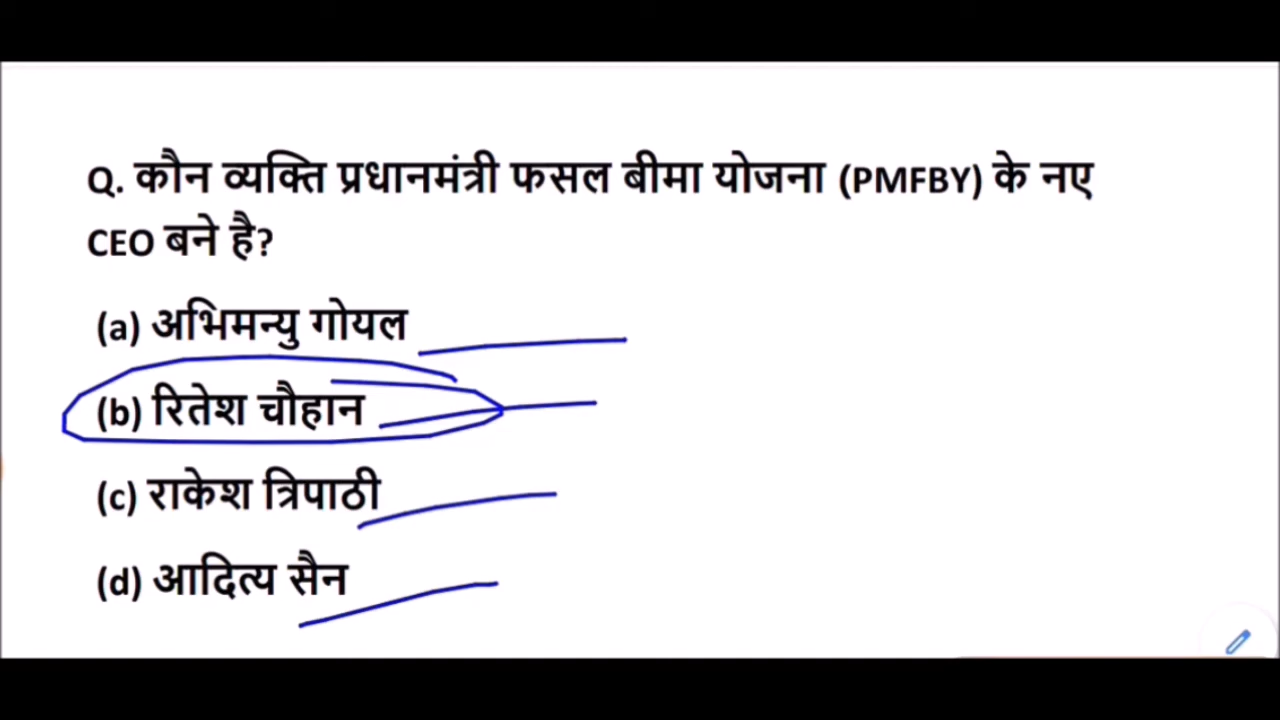 Q. कौन व्यक्ति प्रधानमंत्री फसल बीमा योजना (PMFBY) के नए
CEO बने है?
(a) अभिमन्यु गोयल
(b) रितेश चौहान
(c) राकेश त्रिपाठी
(d) आदित्य सैन